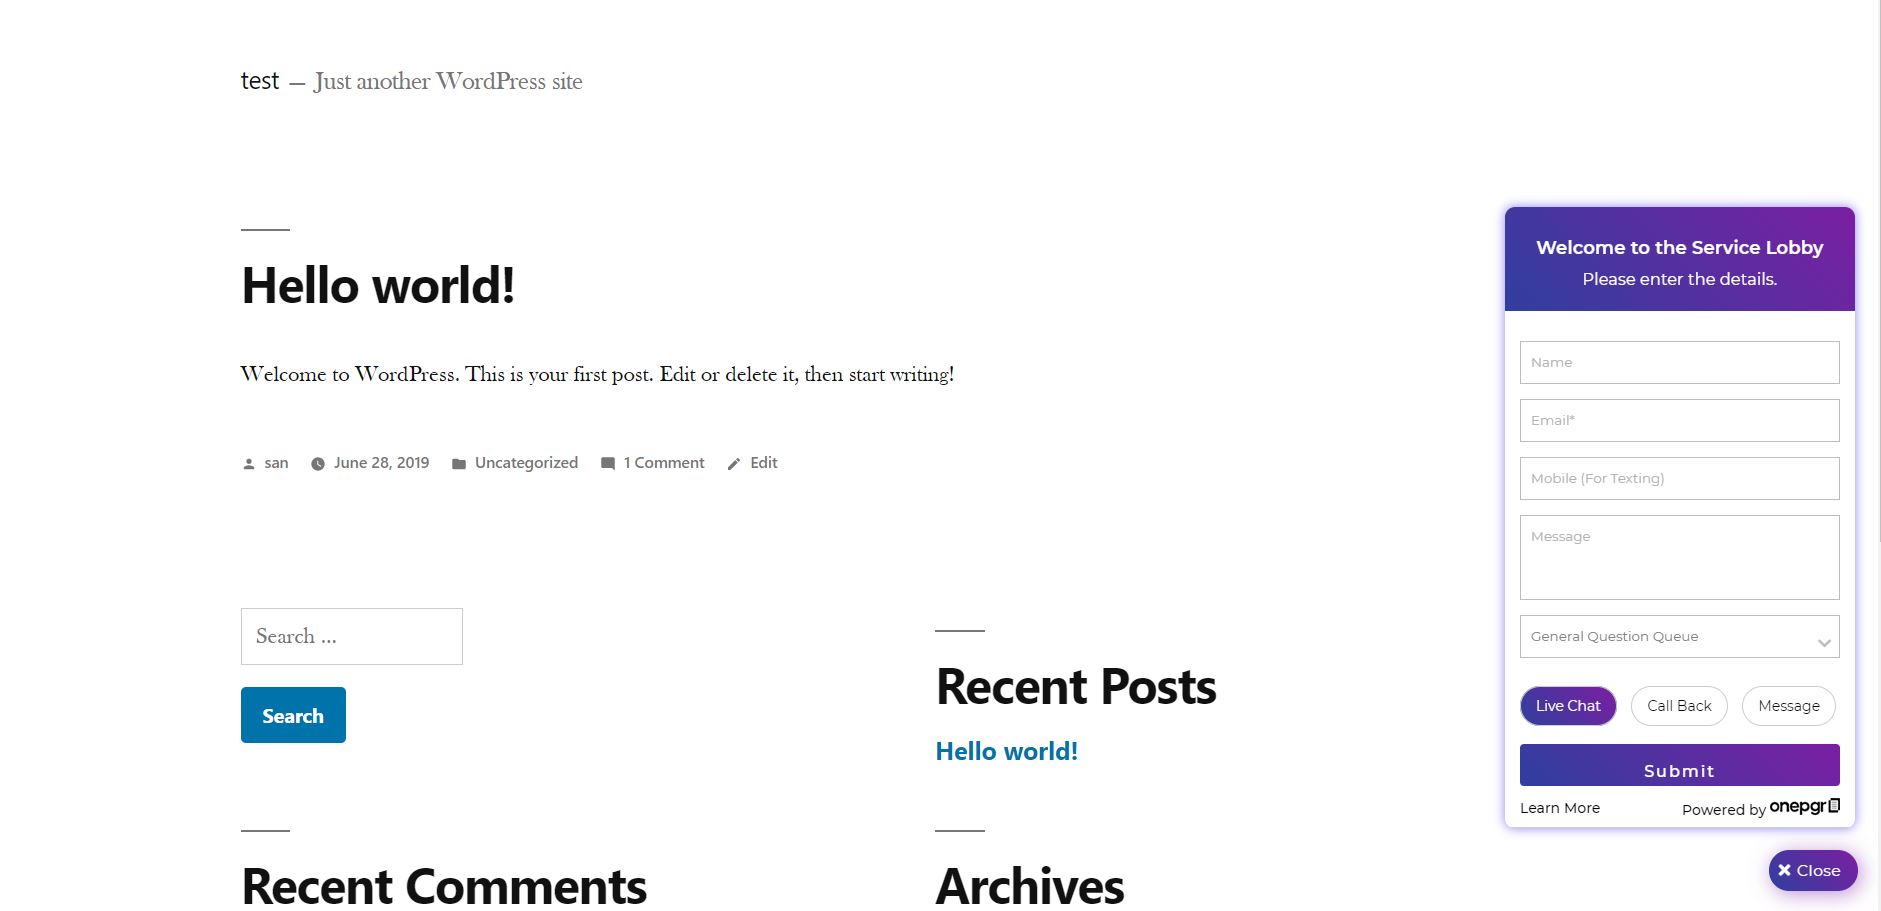 test — Just another WordPress site
Hello world!
Welcome to WordPress. This is your first post. Edit or delete it, then start writing!
san June 28, 2019 Uncategorized 1 Comment Edit
Search ...
Search
Recent Posts
Hello world!
Recent Comments
Archives
Welcome to the Service Lobby
Please enter the details.
Name
Email*
Mobile (For Texting)
Message
General Question Queue
Live Chat Call Back Message
Submit
Learn More Powered by onepgr
Close